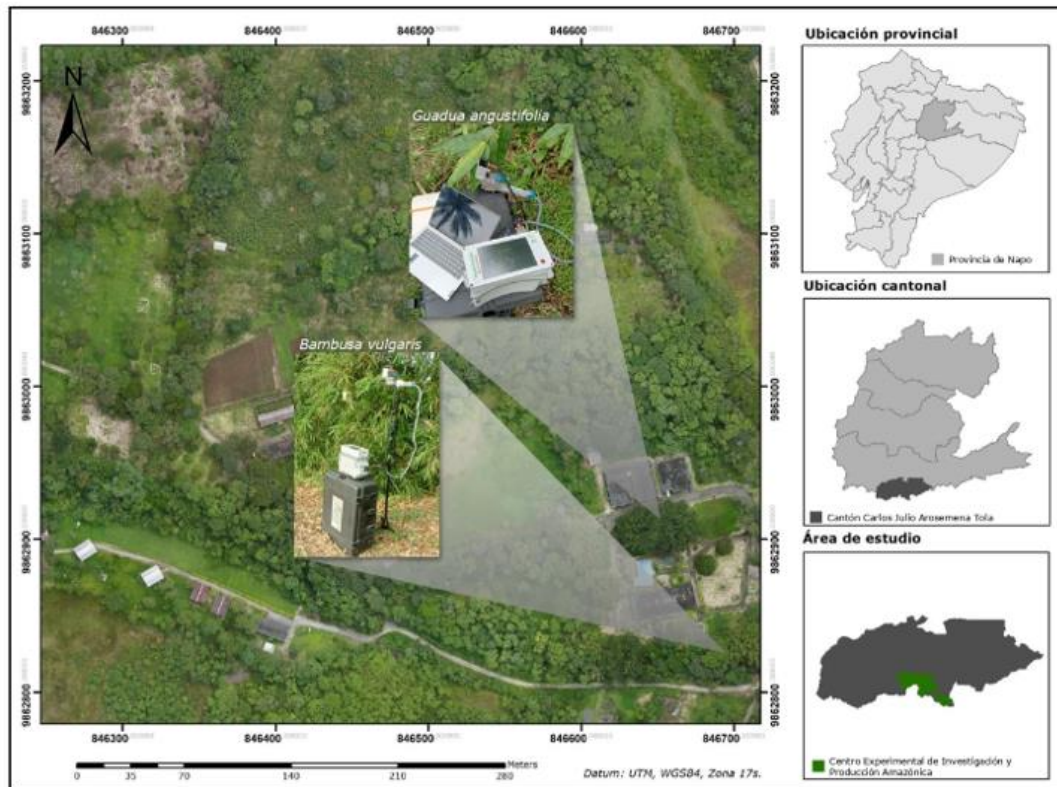 846300 846400 846500 846600 846700
N
9863200
9863100
9863000
9862900
9862800
9863200
9863100
9863000
9862900
9862800
Guadua angustifolia
Bambusa vulgaris
846300 846400 846500 846600 846700
Meters
0 35 70 140 210 280
Datum: UTM, WGS84, Zona 17s.
Ubicación provincial
Provincia de Napo
Ubicación cantonal
Cantón Carlos Julio Arosemena Tola
Área de estudio
Centro Experimental de Investigación y
Producción Amazónica